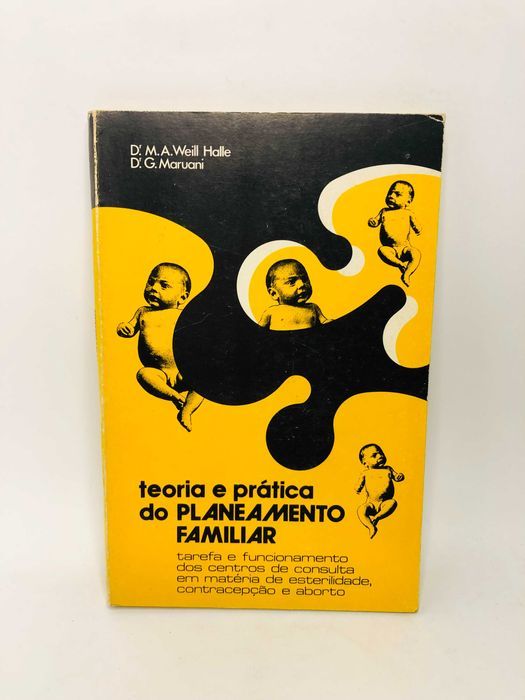 Dr. M.A. Weill Halle
Dr. G. Maruani
teoria e prática
do PLANEAMENTO
FAMILIAR
tarefa e funcionamento
dos centros de consulta
em matéria de esterilidade,
contracepção e aborto